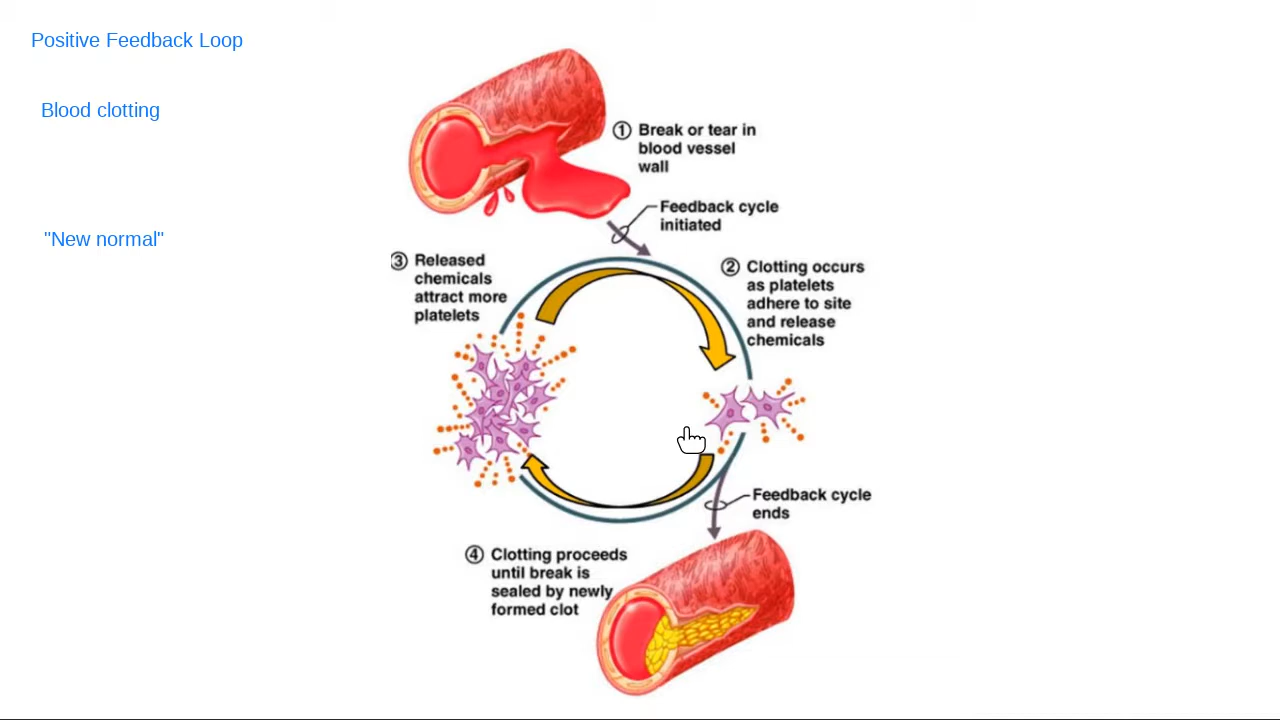 Positive Feedback Loop
Blood clotting
"New normal"
① Break or tear in
blood vessel
wall
Feedback cycle
initiated
③ Released
chemicals
attract more
platelets
② Clotting occurs
as platelets
adhere to site
and release
chemicals
Feedback cycle
ends
④ Clotting proceeds
until break is
sealed by newly
formed clot